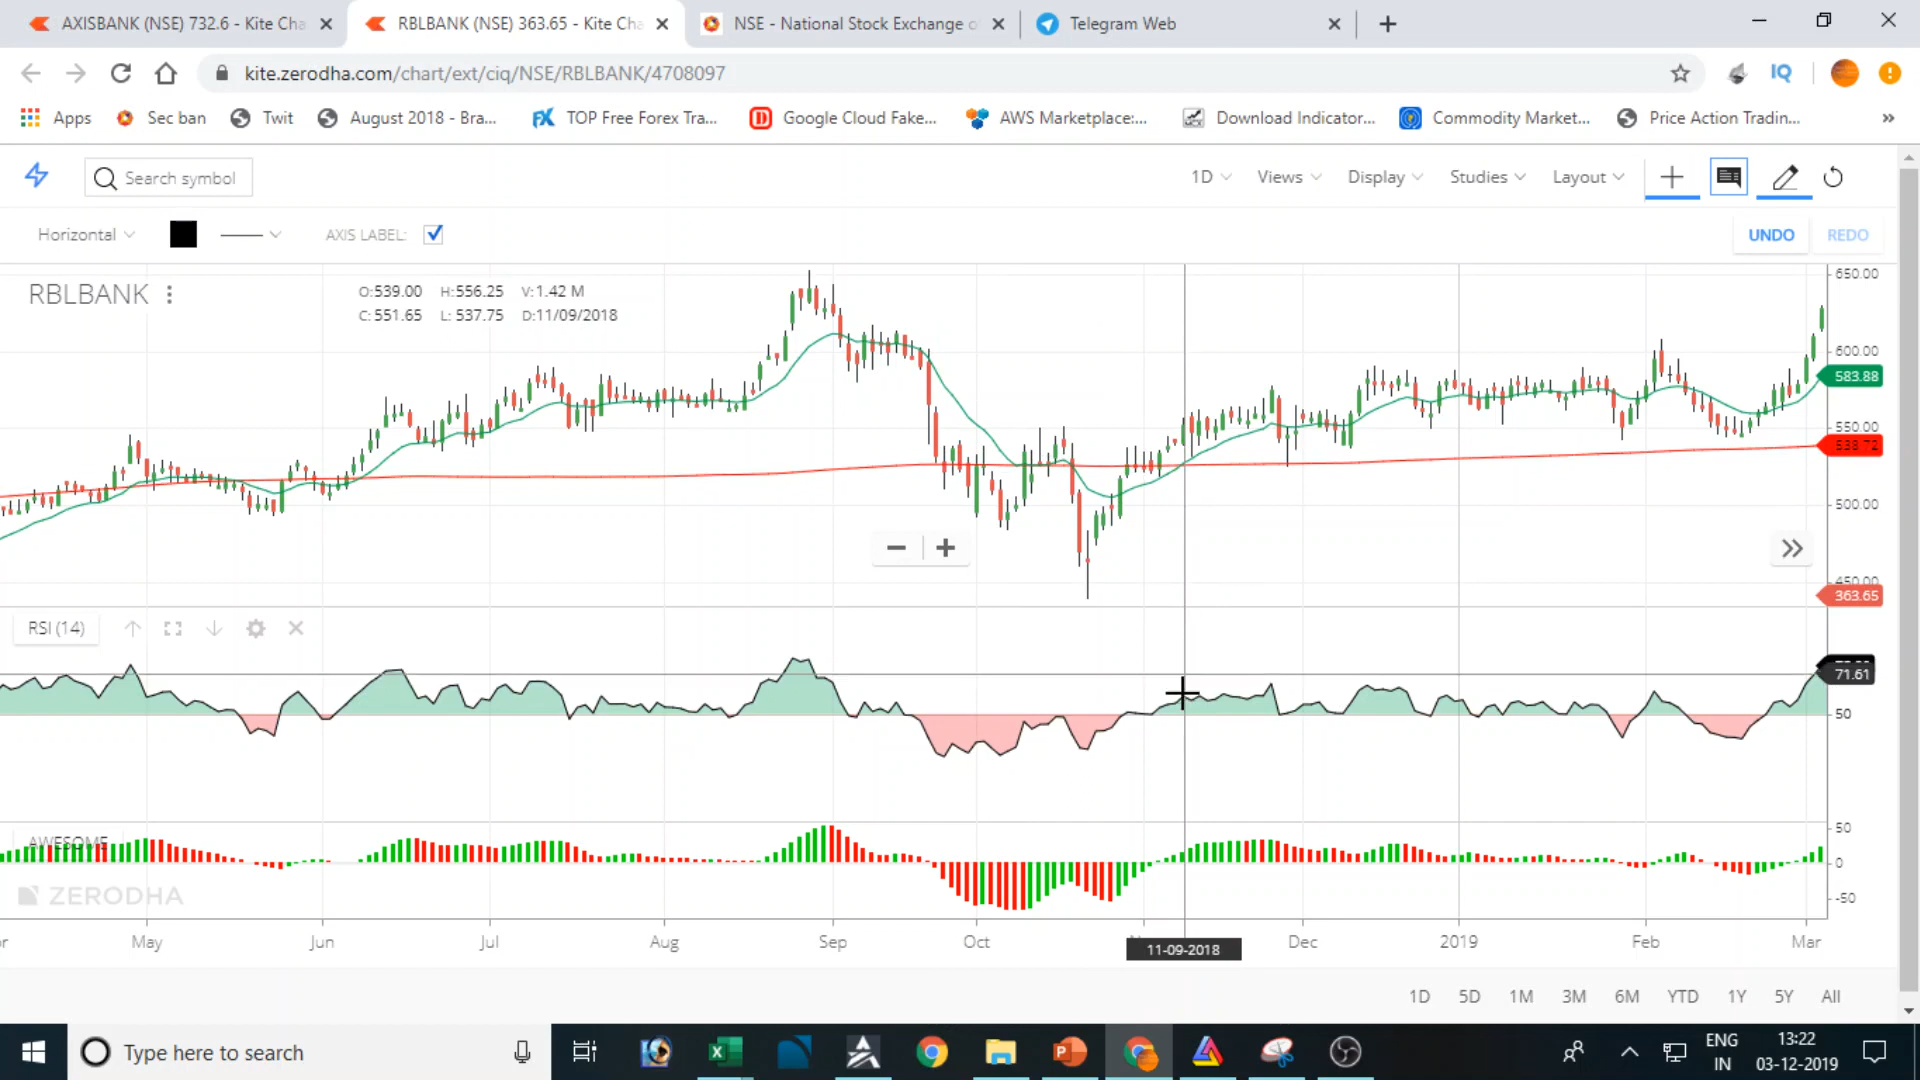 AXISBANK (NSE) 732.6 - Kite Cha
RBLBANK (NSE) 363.65 - Kite Cha
NSE - National Stock Exchange o
Telegram Web
kite.zerodha.com/chart/ext/ciq/NSE/RBLBANK/4708097
IQ
Apps
Sec ban
Twit
August 2018 - Bra...
TOP Free Forex Tra...
Google Cloud Fake...
AWS Marketplace:...
Download Indicator...
Commodity Market...
Price Action Tradin...
Search symbol
1D
Views
Display
Studies
Layout
Horizontal
AXIS LABEL:
UNDO
REDO
RBLBANK
O:539.00 H:556.25 V:1.42 M
C:551.65 L: 537.75 D:11/09/2018
650.00
600.00
583.88
550.00
538.72
500.00
450.00
363.65
RSI (14)
71.61
50
AWESOME
50
0
-50
ZERODHA
May
Jun
Jul
Aug
Sep
Oct
11-09-2018
Dec
2019
Feb
Mar
1D 5D 1M 3M 6M YTD 1Y 5Y All
Type here to search
ENG
IN
13:22
03-12-2019